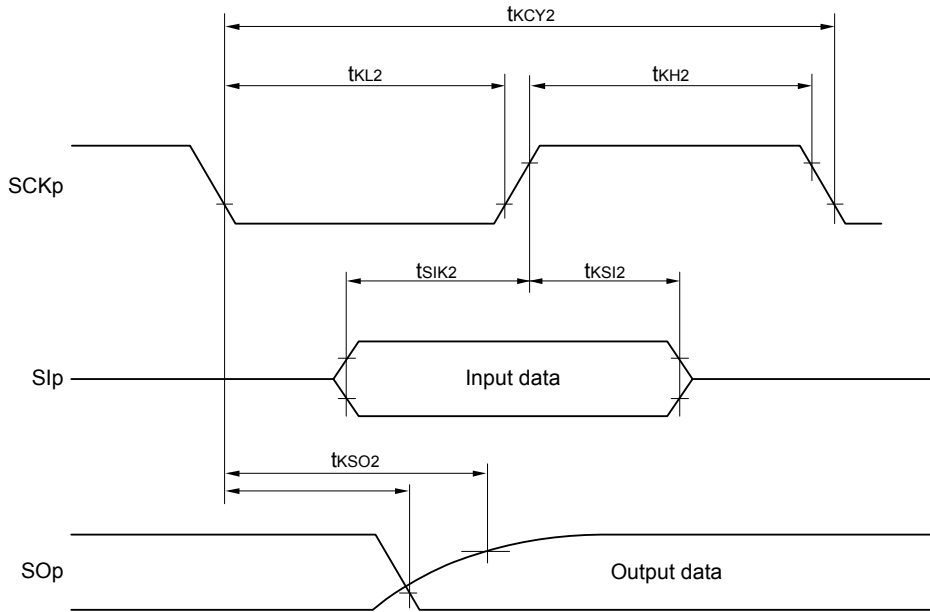 tKCY2
tKL2
tKH2
SCKp
tSIK2
tKSI2
SIp
Input data
tKSO2
SOp
Output data